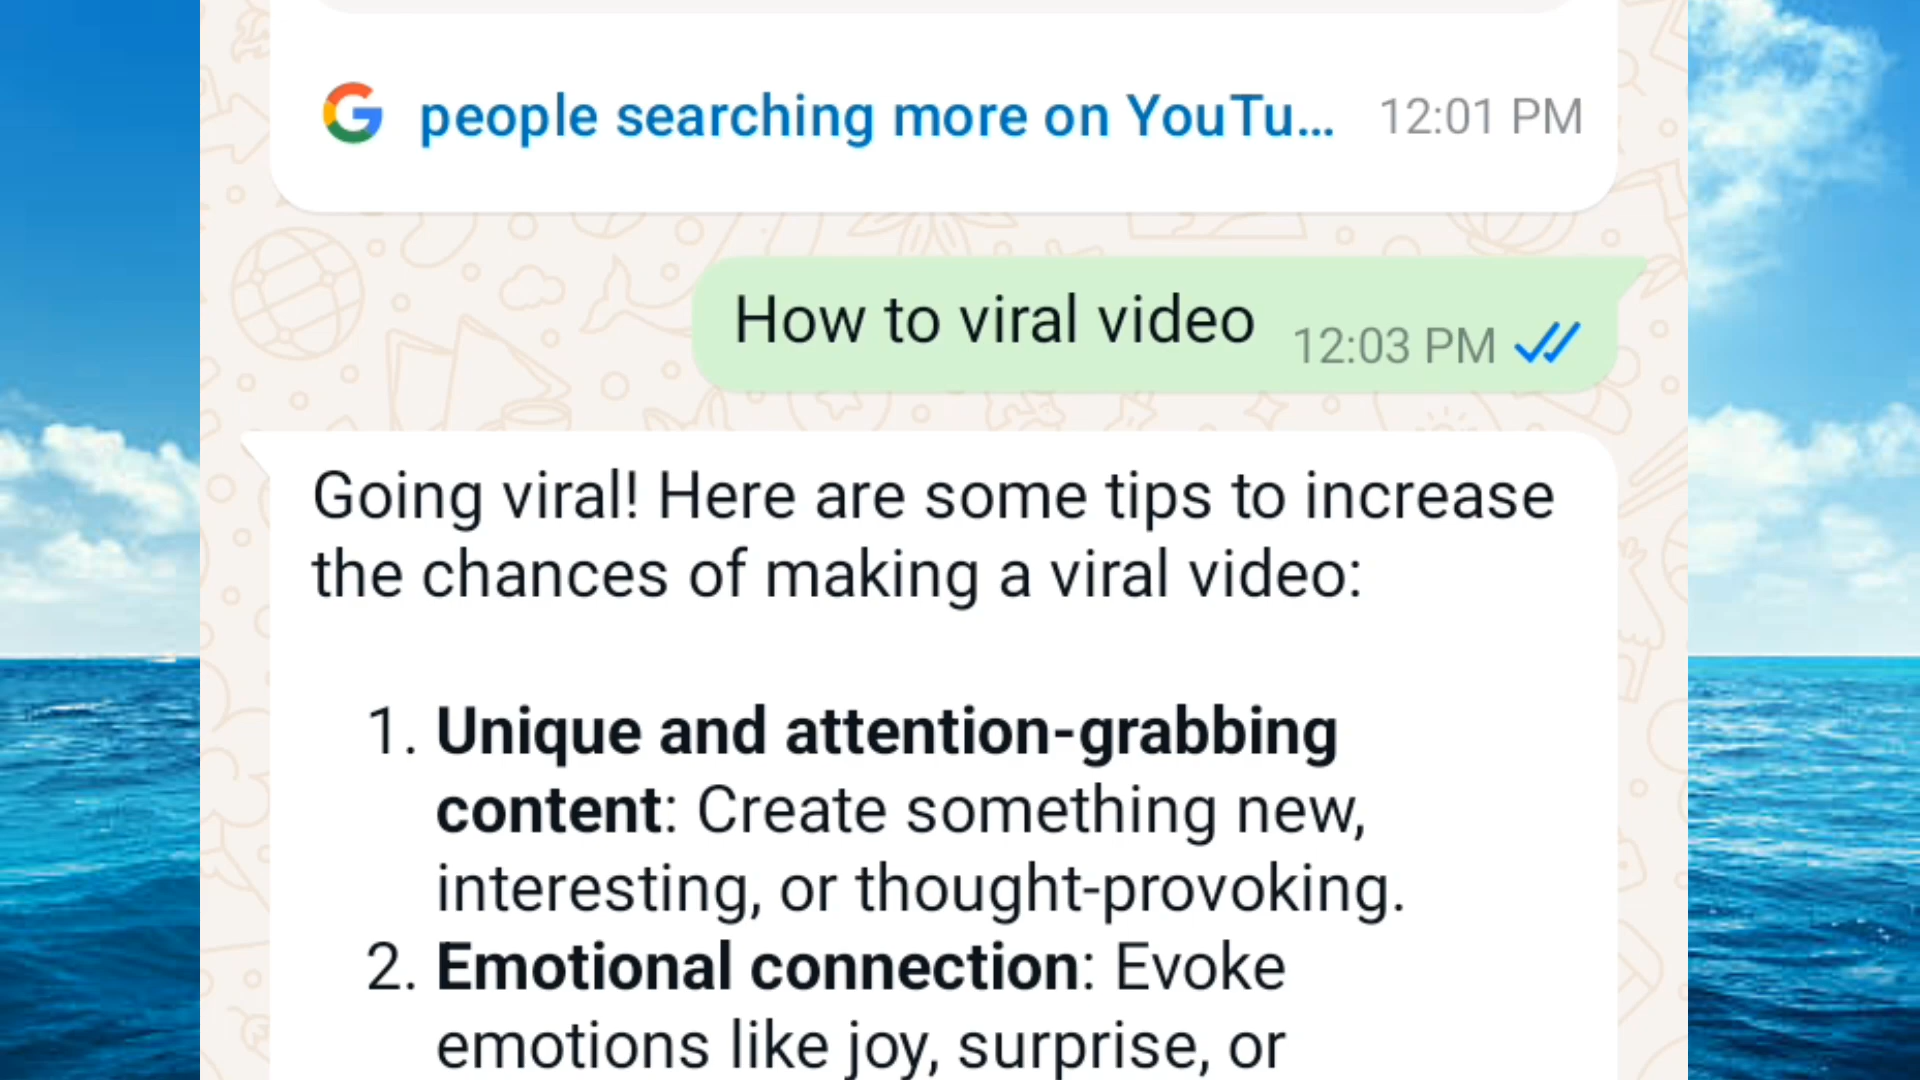 people searching more on YouTu... 12:01 PM
How to viral video 12:03 PM
Going viral! Here are some tips to increase
the chances of making a viral video:
1. Unique and attention-grabbing
content: Create something new,
interesting, or thought-provoking.
2. Emotional connection: Evoke
emotions like joy, surprise, or